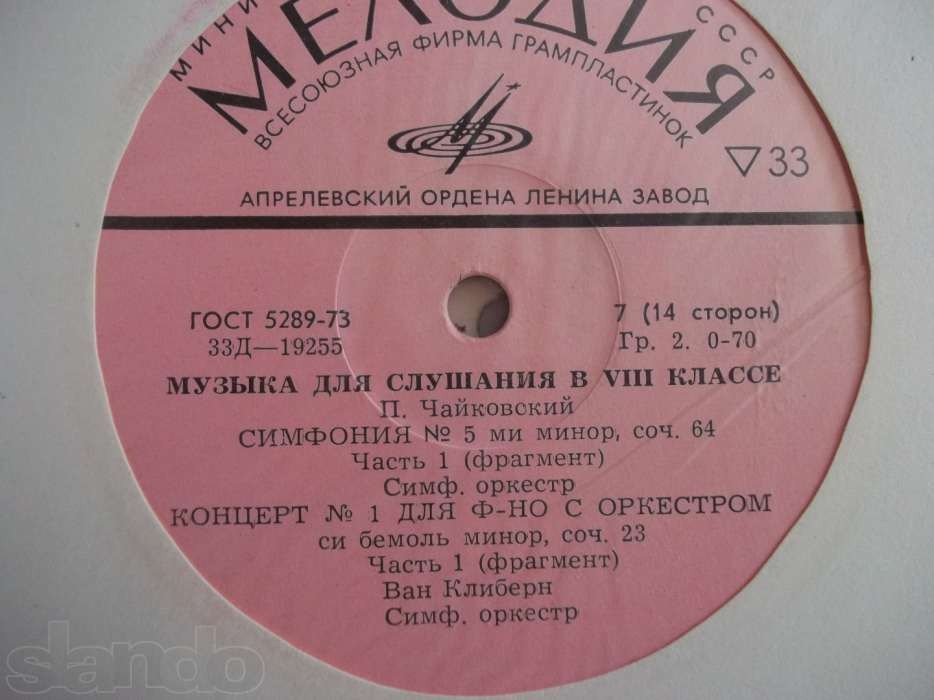 МИНИ
СССР
МЕЛОДИЯ
ВСЕСОЮЗНАЯ ФИРМА ГРАМПЛАСТИНОК
▽33
АПРЕЛЕВСКИЙ ОРДЕНА ЛЕНИНА ЗАВОД
ГОСТ 5289-73
7 (14 сторон)
33Д—19255
Гр. 2. 0-70
МУЗЫКА ДЛЯ СЛУШАНИЯ В VIII КЛАССЕ
П. Чайковский
СИМФОНИЯ № 5 ми минор, соч. 64
Часть 1 (фрагмент)
Симф. оркестр
КОНЦЕРТ № 1 ДЛЯ Ф-НО С ОРКЕСТРОМ
си бемоль минор, соч. 23
Часть 1 (фрагмент)
Ван Клиберн
Симф. оркестр
slando